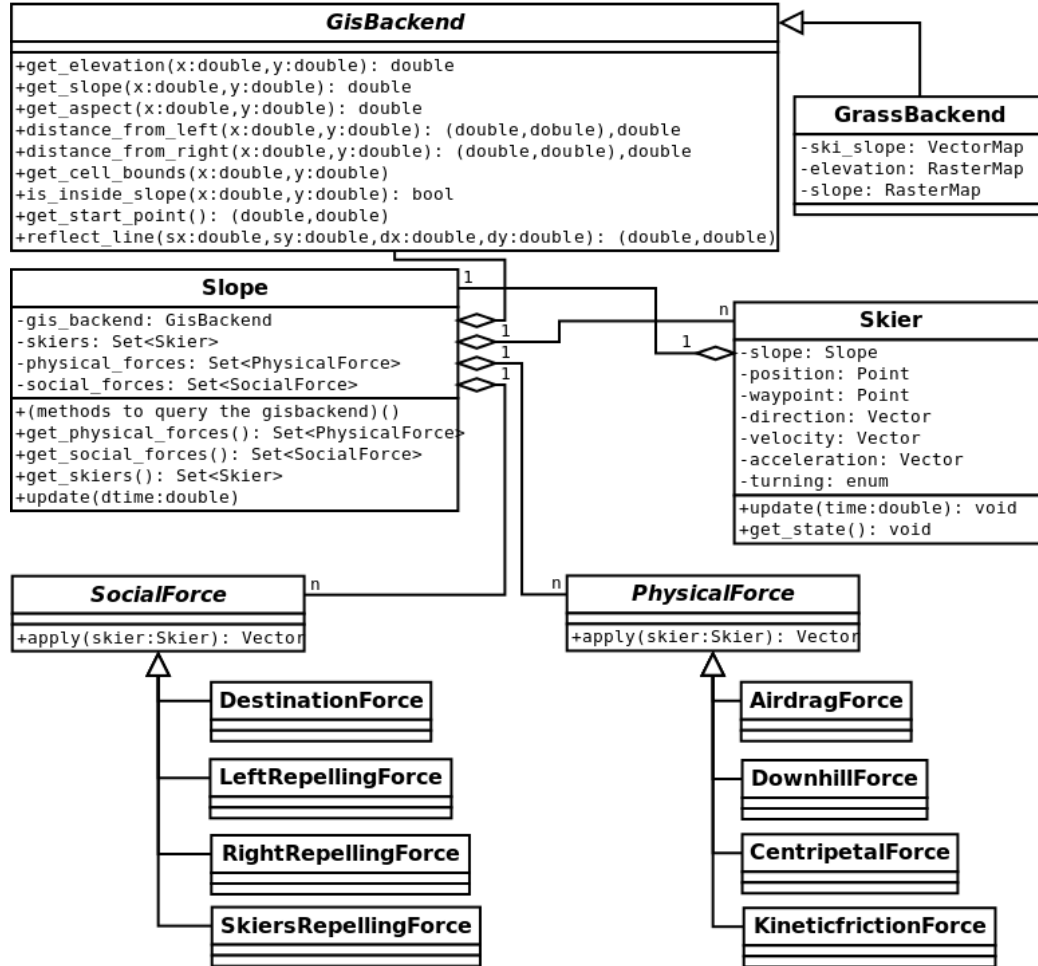 GisBackend
+get_elevation(x:double,y:double): double
+get_slope(x:double,y:double): double
+get_aspect(x:double,y:double): double
+distance_from_left(x:double,y:double): (double,dobule),double
+distance_from_right(x:double,y:double): (double,double),double
+get_cell_bounds(x:double,y:double)
+is_inside_slope(x:double,y:double): bool
+get_start_point(): (double,double)
+reflect_line(sx:double,sy:double,dx:double,dy:double): (double,double)
GrassBackend
-ski_slope: VectorMap
-elevation: RasterMap
-slope: RasterMap
Slope
-gis_backend: GisBackend
-skiers: Set<Skier>
-physical_forces: Set<PhysicalForce>
-social_forces: Set<SocialForce>
+(methods to query the gisbackend)()
+get_physical_forces(): Set<PhysicalForce>
+get_social_forces(): Set<SocialForce>
+get_skiers(): Set<Skier>
+update(dtime:double)
1
1
1
1
n
1
Skier
-slope: Slope
-position: Point
-waypoint: Point
-direction: Vector
-velocity: Vector
-acceleration: Vector
-turning: enum
+update(time:double): void
+get_state(): void
SocialForce
+apply(skier:Skier): Vector
n
n
PhysicalForce
+apply(skier:Skier): Vector
DestinationForce
LeftRepellingForce
RightRepellingForce
SkiersRepellingForce
AirdragForce
DownhillForce
CentripetalForce
KineticfrictionForce